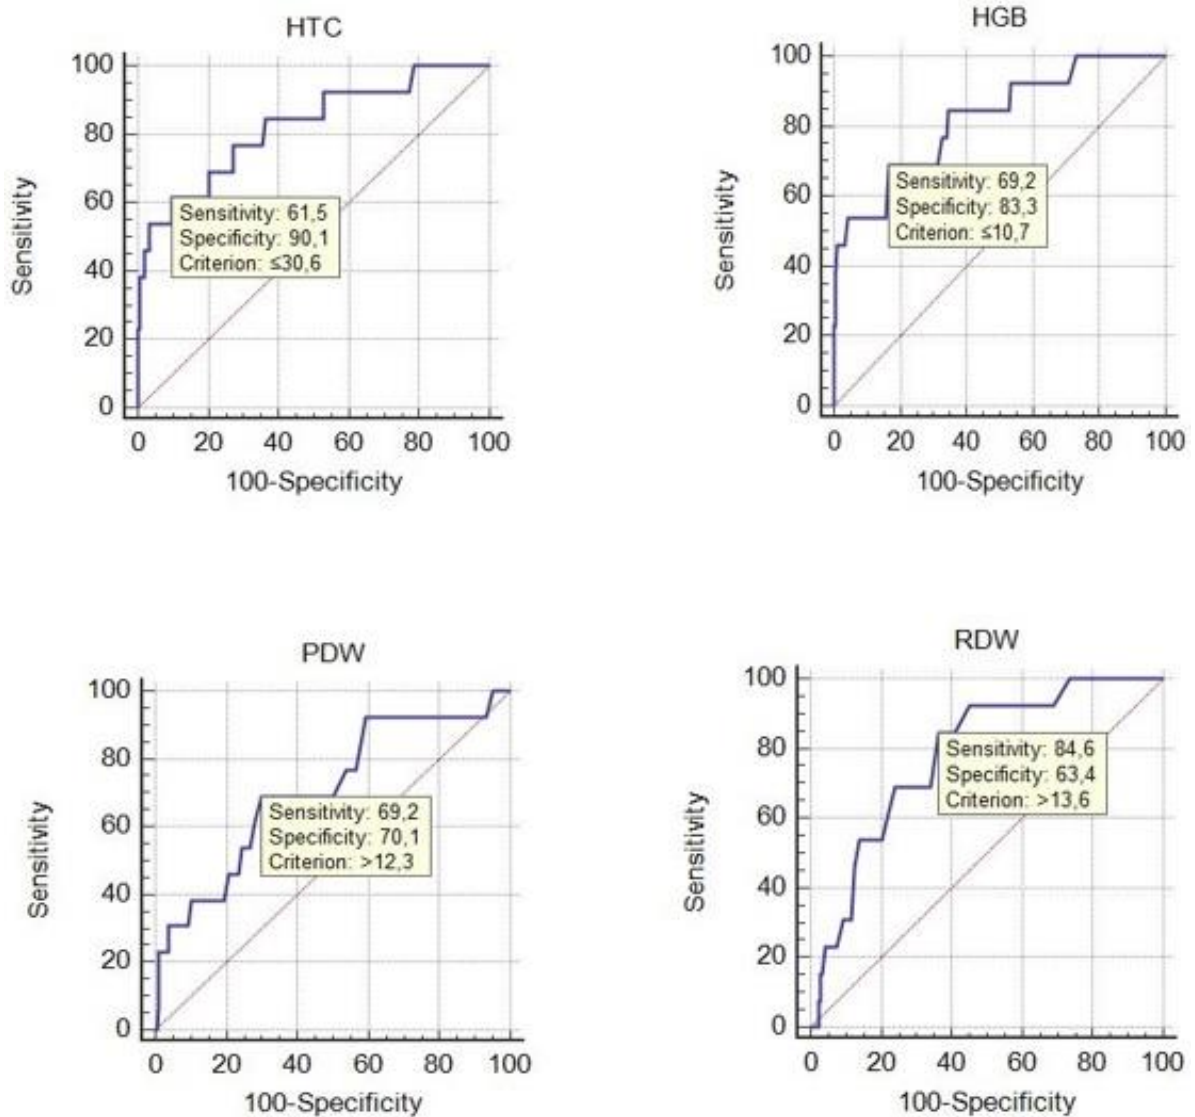 HTC
100
80
60
40
20
0
Sensitivity
Sensitivity: 61,5
Specificity: 90,1
Criterion: ≤30,6
0 20 40 60 80 100
100-Specificity
HGB
100
80
60
40
20
0
Sensitivity
Sensitivity: 69,2
Specificity: 83,3
Criterion: ≤10,7
0 20 40 60 80 100
100-Specificity
PDW
100
80
60
40
20
0
Sensitivity
Sensitivity: 69,2
Specificity: 70,1
Criterion: >12,3
0 20 40 60 80 100
100-Specificity
RDW
100
80
60
40
20
0
Sensitivity
Sensitivity: 84,6
Specificity: 63,4
Criterion: >13,6
0 20 40 60 80 100
100-Specificity